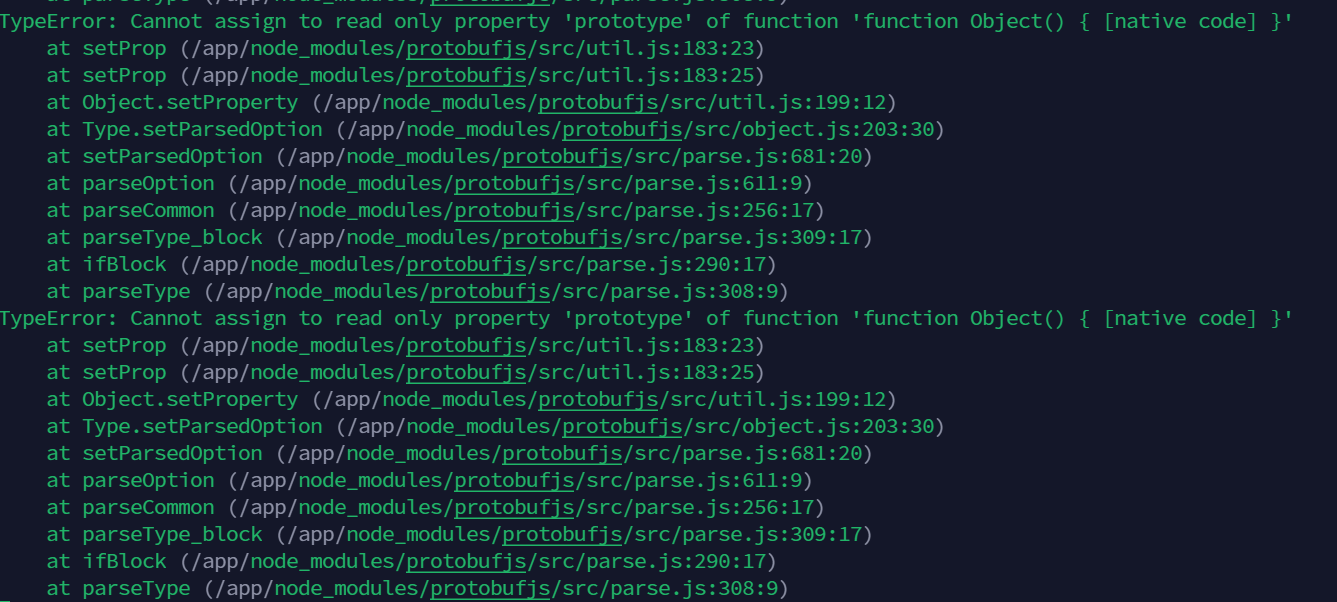 TypeError: Cannot assign to read only property 'prototype' of function 'function Object() { [native code] }'
    at setProp (/app/node_modules/protobufjs/src/util.js:183:23)
    at setProp (/app/node_modules/protobufjs/src/util.js:183:25)
    at Object.setProperty (/app/node_modules/protobufjs/src/util.js:199:12)
    at Type.setParsedOption (/app/node_modules/protobufjs/src/object.js:203:30)
    at setParsedOption (/app/node_modules/protobufjs/src/parse.js:681:20)
    at parseOption (/app/node_modules/protobufjs/src/parse.js:611:9)
    at parseCommon (/app/node_modules/protobufjs/src/parse.js:256:17)
    at parseType_block (/app/node_modules/protobufjs/src/parse.js:309:17)
    at ifBlock (/app/node_modules/protobufjs/src/parse.js:290:17)
    at parseType (/app/node_modules/protobufjs/src/parse.js:308:9)
TypeError: Cannot assign to read only property 'prototype' of function 'function Object() { [native code] }'
    at setProp (/app/node_modules/protobufjs/src/util.js:183:23)
    at setProp (/app/node_modules/protobufjs/src/util.js:183:25)
    at Object.setProperty (/app/node_modules/protobufjs/src/util.js:199:12)
    at Type.setParsedOption (/app/node_modules/protobufjs/src/object.js:203:30)
    at setParsedOption (/app/node_modules/protobufjs/src/parse.js:681:20)
    at parseOption (/app/node_modules/protobufjs/src/parse.js:611:9)
    at parseCommon (/app/node_modules/protobufjs/src/parse.js:256:17)
    at parseType_block (/app/node_modules/protobufjs/src/parse.js:309:17)
    at ifBlock (/app/node_modules/protobufjs/src/parse.js:290:17)
    at parseType (/app/node_modules/protobufjs/src/parse.js:308:9)